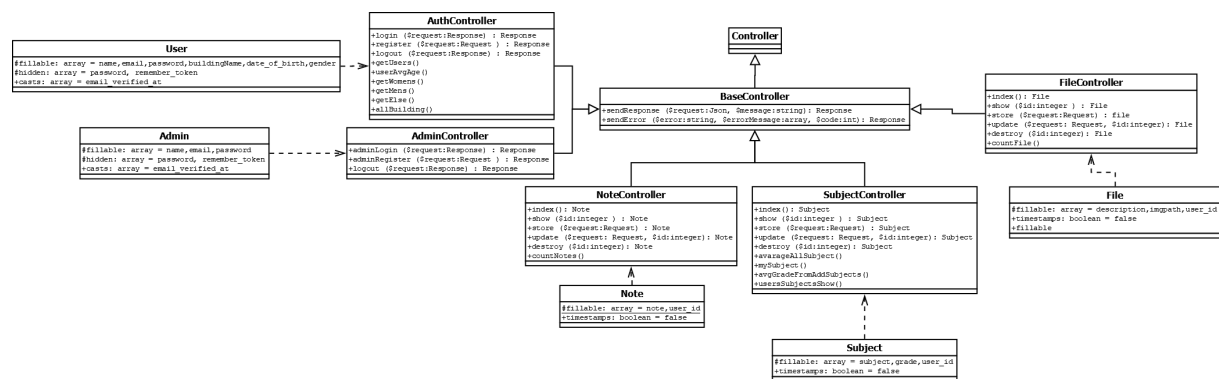 User
#fillable: array = name,email,password,buildingName,date_of_birth,gender
#hidden: array = password, remember_token
+casts: array = email_verified_at
AuthController
+login ($request:Response) : Response
+register ($request:Request ) : Response
+logout ($request:Response) : Response
+getUsers()
+userAvgAge()
+getWomens()
+getMens()
+getElse()
+allBuilding()
Admin
#fillable: array = name,email,password
#hidden: array = password, remember_token
+casts: array = email_verified_at
AdminController
+adminLogin ($request:Response) : Response
+adminRegister ($request:Request ) : Response
+logout ($request:Response) : Response
Controller
BaseController
+sendResponse ($request:Json, $message:string): Response
+sendError ($error:string, $errorMessage:array, $code:int): Response
FileController
+index(): File
+show ($id:integer ) : File
+store ($request:Request) : file
+update ($request: Request, $id:integer): File
+destroy ($id:integer): File
+countFile()
File
#fillable: array = description,imgpath,user_id
+timestamps: boolean = false
+fillable
NoteController
+index(): Note
+show ($id:integer ) : Note
+store ($request:Request) : Note
+update ($request: Request, $id:integer): Note
+destroy ($id:integer): Note
+countNotes()
Note
#fillable: array = note,user_id
+timestamps: boolean = false
SubjectController
+index(): Subject
+show ($id:integer ) : Subject
+store ($request:Request) : Subject
+update ($request: Request, $id:integer): Subject
+destroy ($id:integer): Subject
+avarageAllSubject()
+mySubject()
+avgGradeFromAddSubjects()
+usersSubjectsShow()
Subject
#fillable: array = subject,grade,user_id
+timestamps: boolean = false